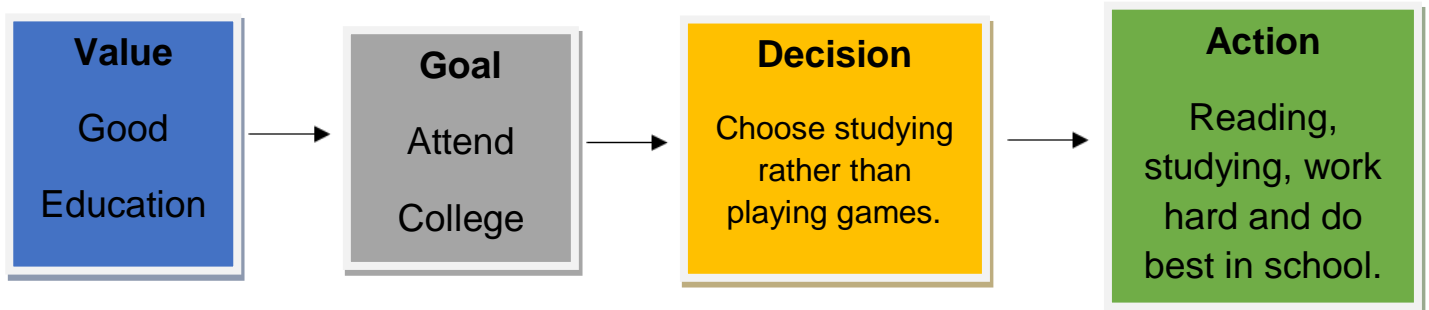 Value
Good
Education
Goal
Attend
College
Decision
Choose studying
rather than
playing games.
Action
Reading,
studying, work
hard and do
best in school.